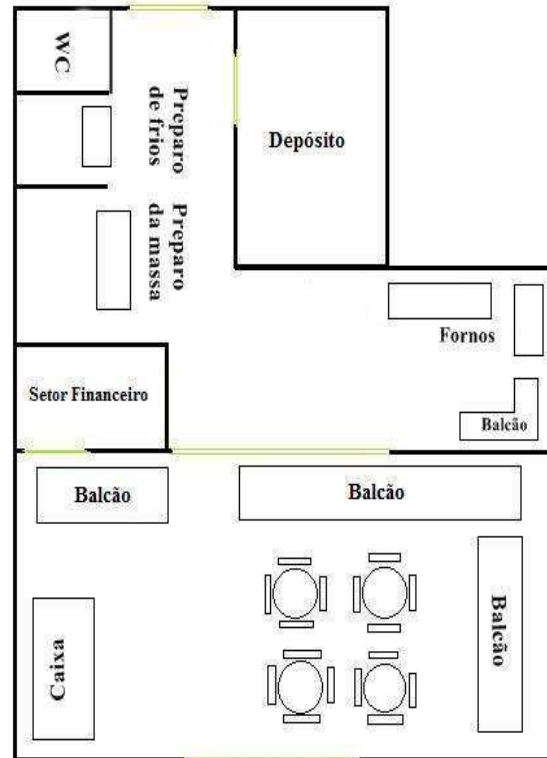 WC
Preparo
de frios
Depósito
Preparo
da massa
Fornos
Setor Financeiro
Balcão
Balcão
Balcão
Balcão
Caixa